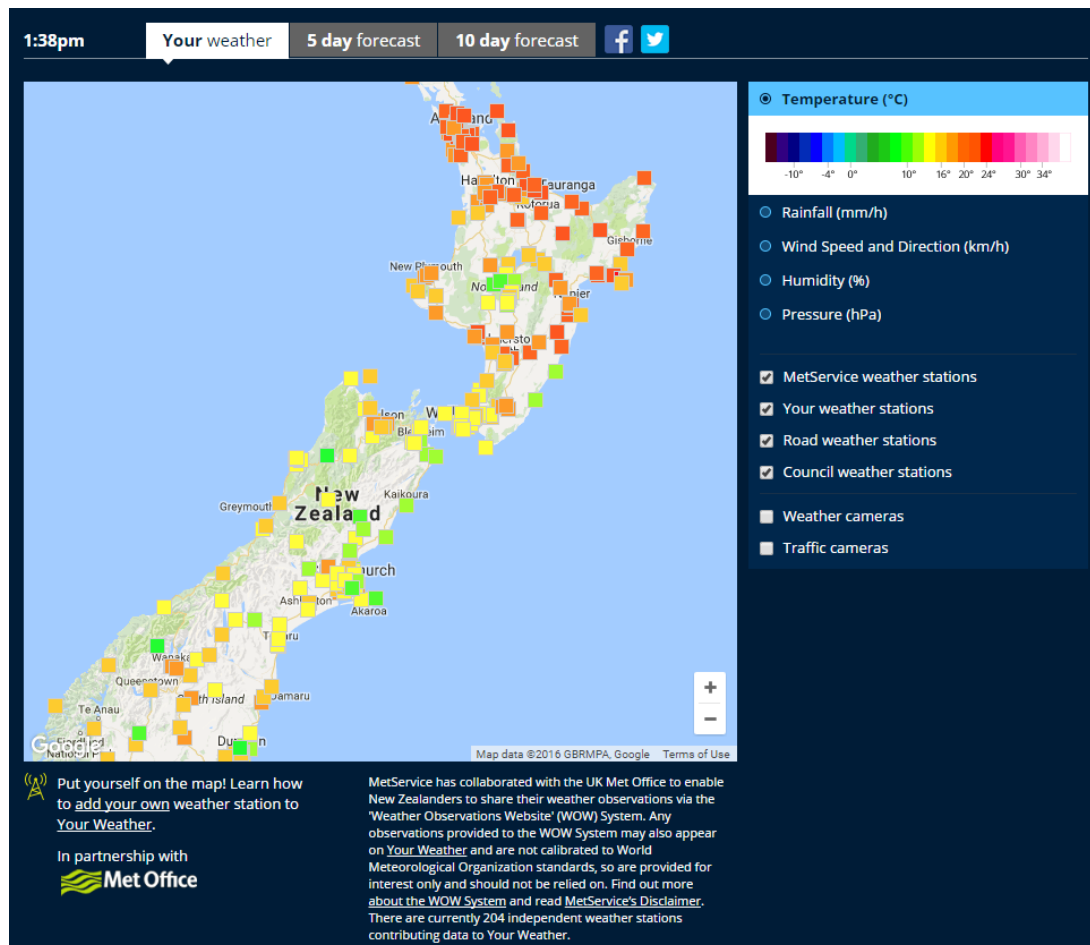 1:38pm
Your weather
5 day forecast
10 day forecast
Temperature (°C)
-10° -4° 0° 10° 16° 20° 24° 30° 34°
Rainfall (mm/h)
Wind Speed and Direction (km/h)
Humidity (%)
Pressure (hPa)
MetService weather stations
Your weather stations
Road weather stations
Council weather stations
Weather cameras
Traffic cameras
Rotorua
Gisborne
New Plymouth
Kaikoura
Greymouth
New
Zealand
Akaroa
Wanaka
Queenstown
Te Anau
Google
Map data ©2016 GBRMPA, Google Terms of Use
Put yourself on the map! Learn how
to add your own weather station to
Your Weather.
In partnership with
Met Office
MetService has collaborated with the UK Met Office to enable
New Zealanders to share their weather observations via the
'Weather Observations Website' (WOW) System. Any
observations provided to the WOW System may also appear
on Your Weather and are not calibrated to World
Meteorological Organization standards, so are provided for
interest only and should not be relied on. Find out more
about the WOW System and read MetService's Disclaimer.
There are currently 204 independent weather stations
contributing data to Your Weather.